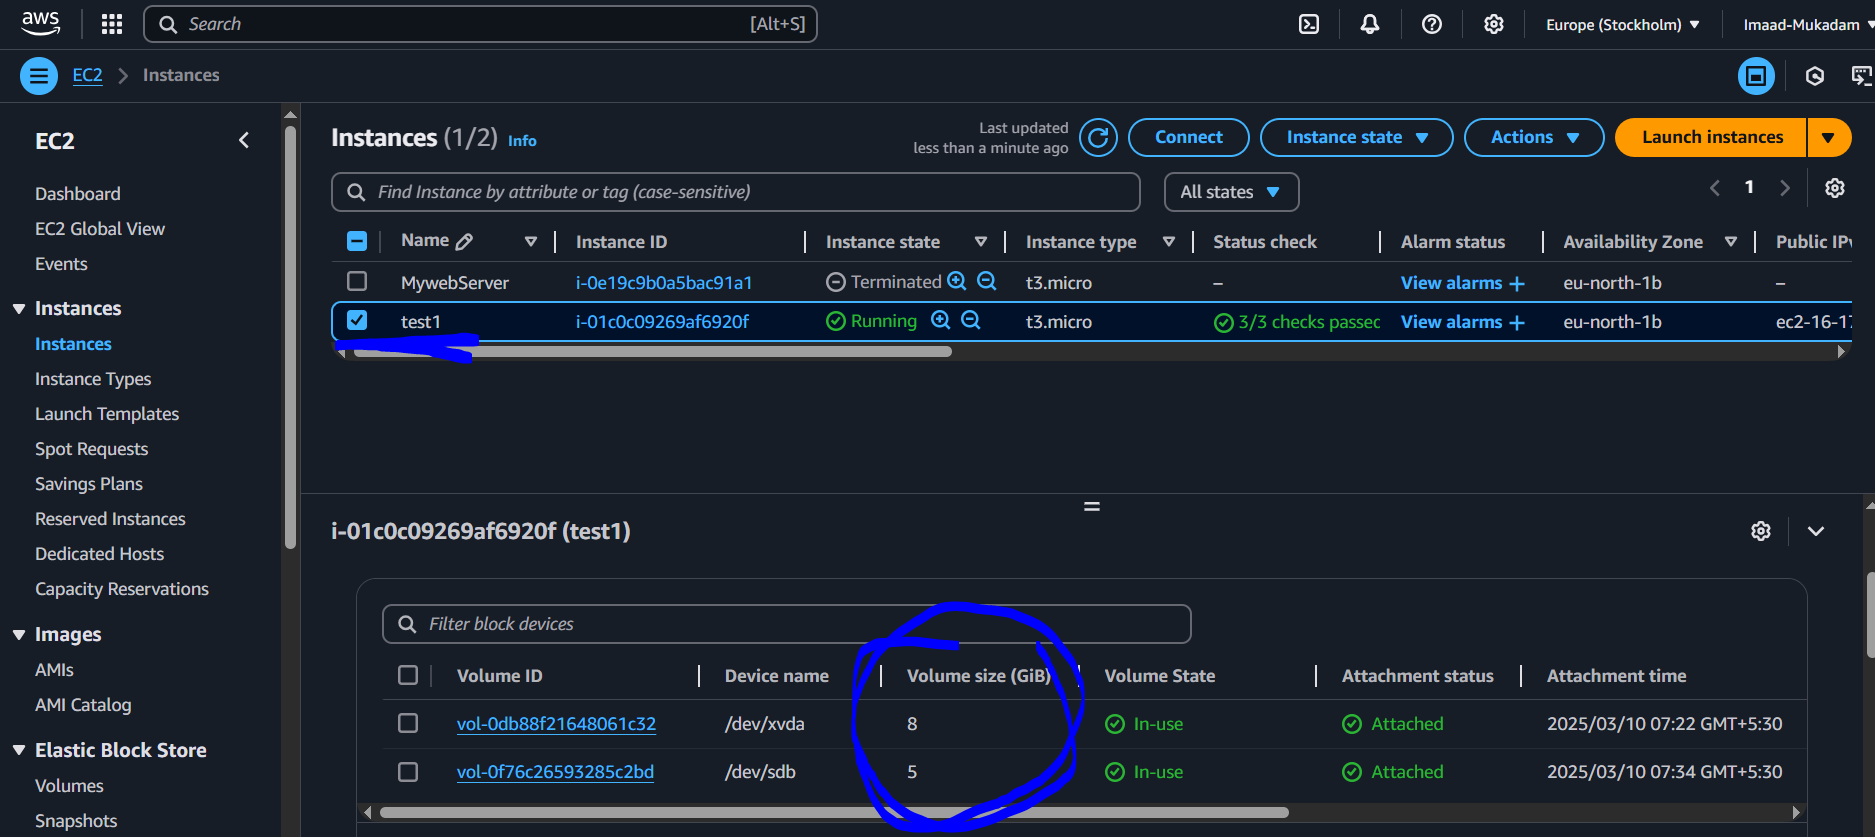 aws Search [Alt+S] Europe (Stockholm) Imaad-Mukadam
EC2 Instances
EC2
Dashboard
EC2 Global View
Events
Instances
Instances
Instance Types
Launch Templates
Spot Requests
Savings Plans
Reserved Instances
Dedicated Hosts
Capacity Reservations
Images
AMIs
AMI Catalog
Elastic Block Store
Volumes
Snapshots
Instances (1/2) Info
Last updated
less than a minute ago
Connect Instance state Actions Launch instances
Find Instance by attribute or tag (case-sensitive) All states 1
Name Instance ID Instance state Instance type Status check Alarm status Availability Zone Public IPv
MywebServer i-0e19c9b0a5bac91a1 Terminated t3.micro – View alarms + eu-north-1b –
test1 i-01c0c09269af6920f Running t3.micro 3/3 checks passec View alarms + eu-north-1b ec2-16-17
i-01c0c09269af6920f (test1)
Filter block devices
Volume ID Device name Volume size (GiB) Volume State Attachment status Attachment time
vol-0db88f21648061c32 /dev/xvda 8 In-use Attached 2025/03/10 07:22 GMT+5:30
vol-0f76c26593285c2bd /dev/sdb 5 In-use Attached 2025/03/10 07:34 GMT+5:30